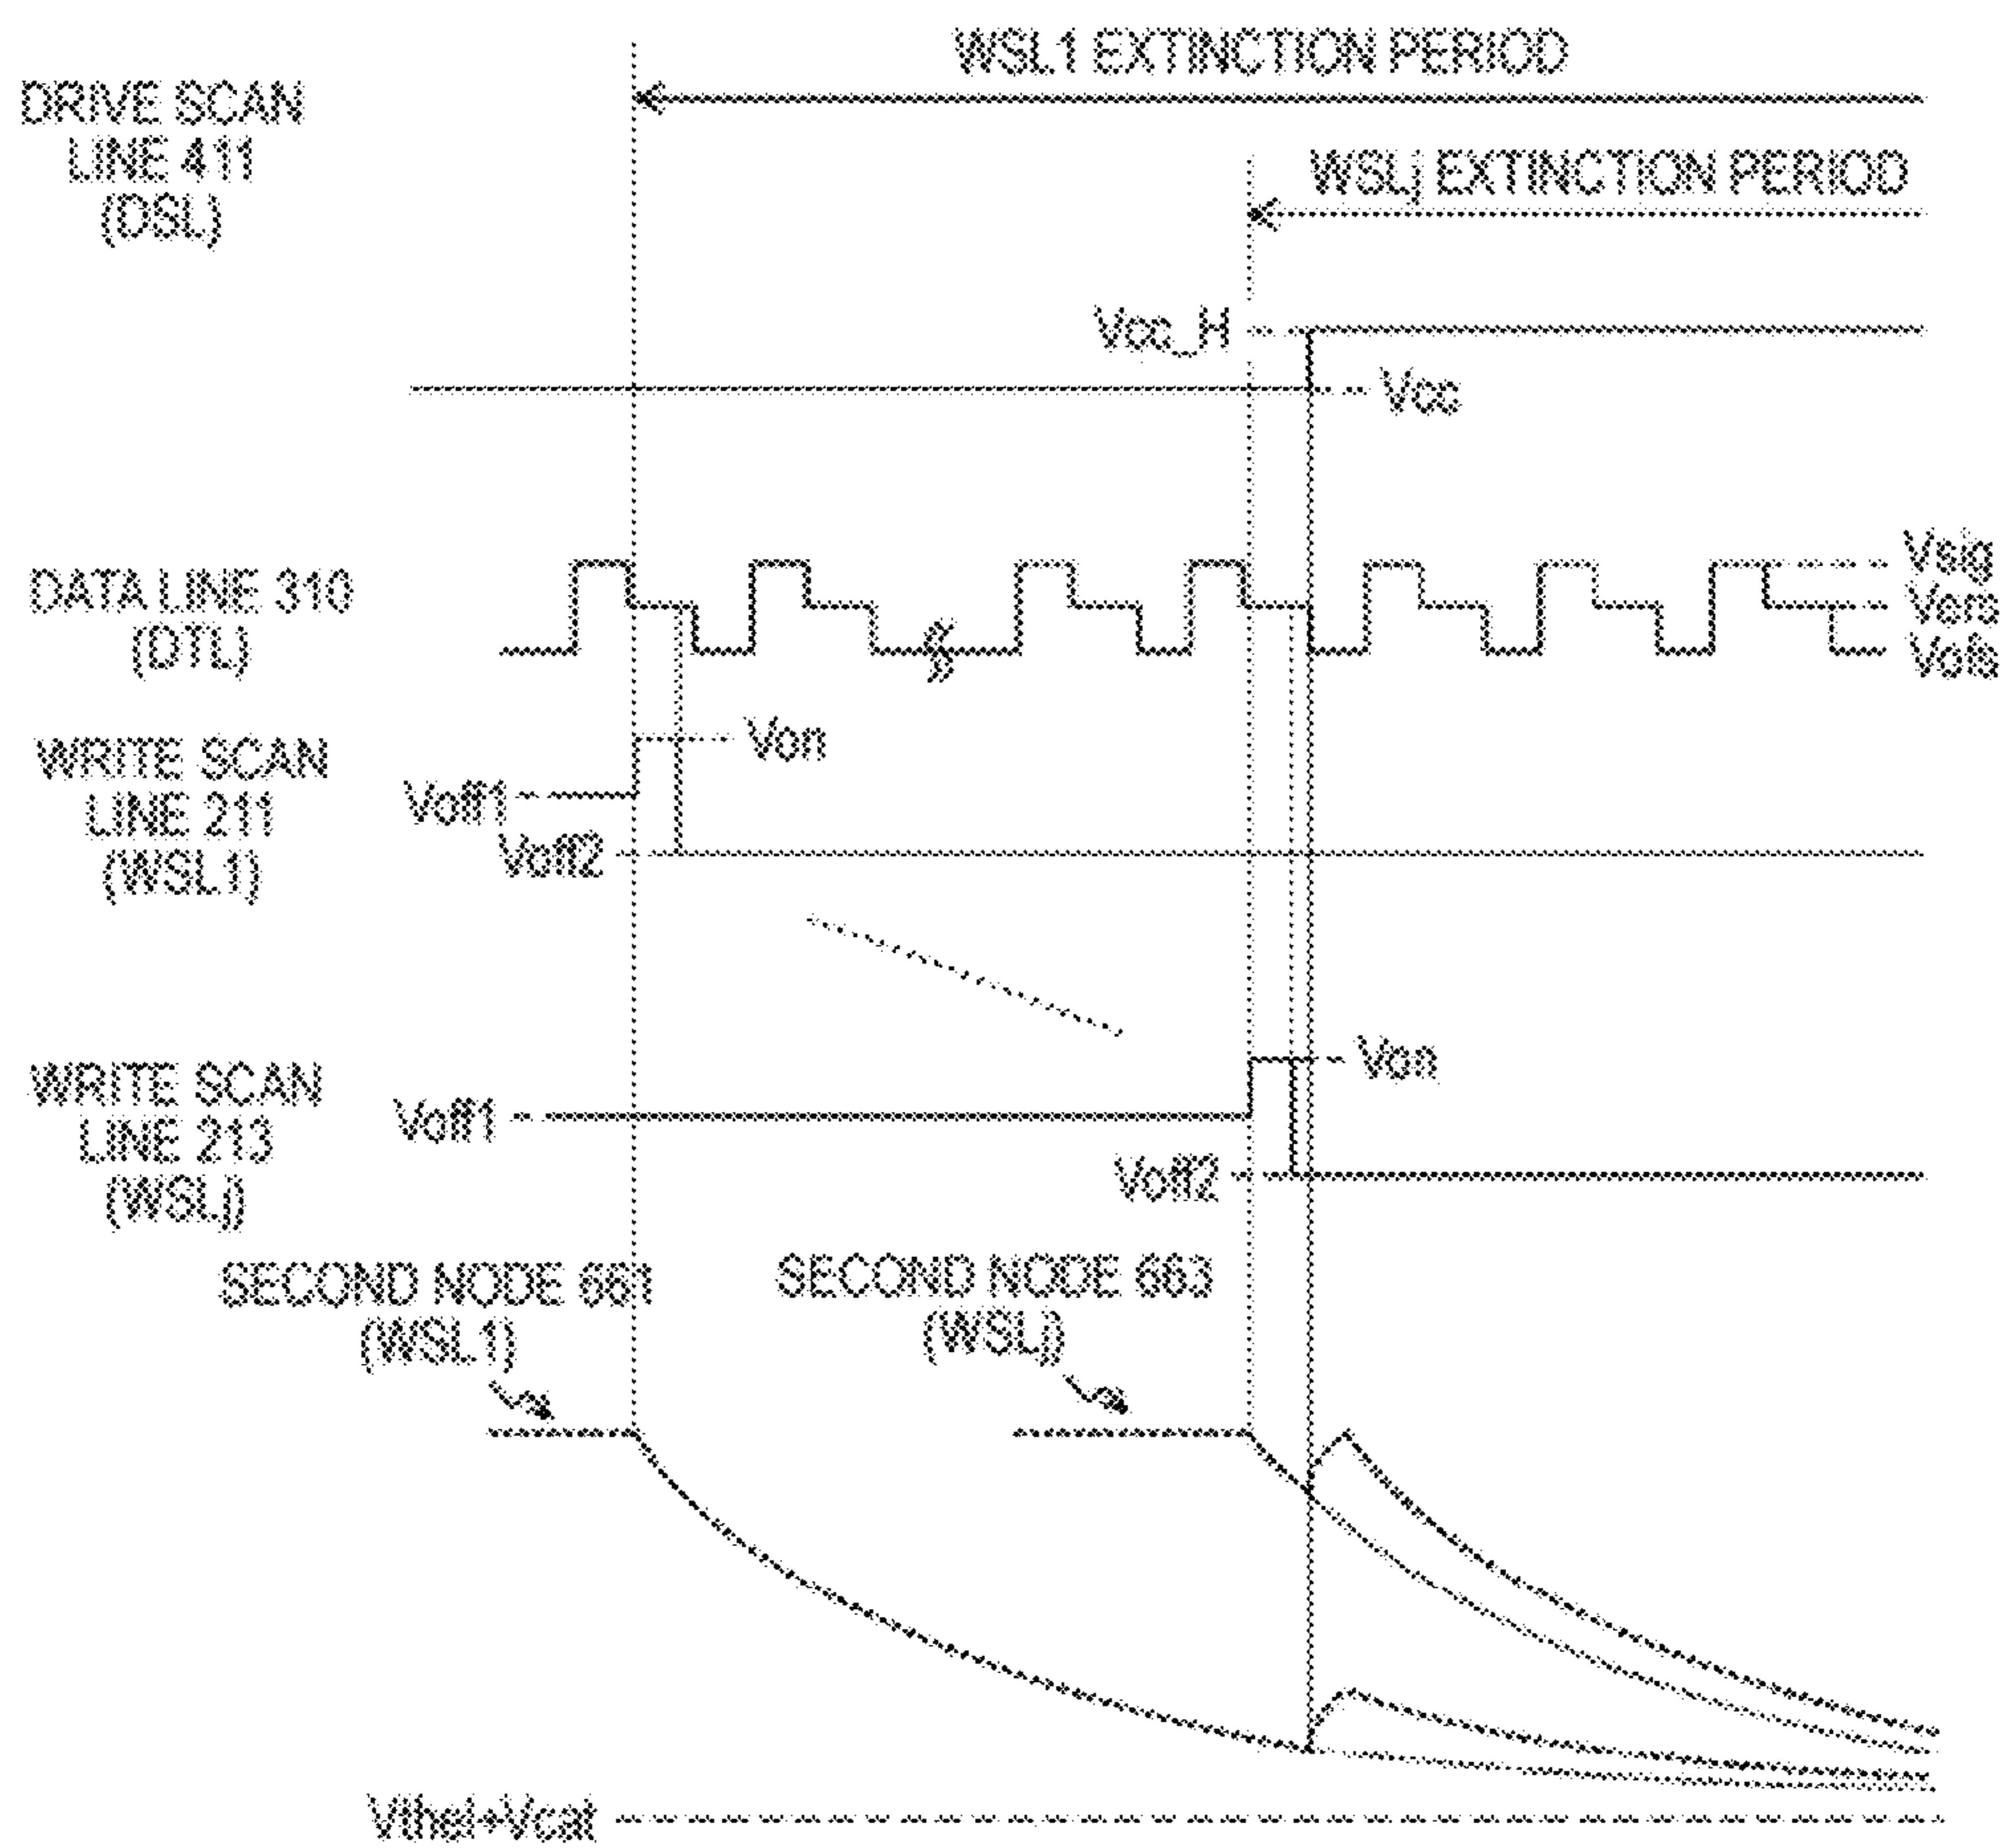 WSL1 EXTINCTION PERIOD
DRIVE SCAN
LINE 411
(DSL)
WSLj EXTINCTION PERIOD
Vcc_H
Vcc
DATA LINE 310
(DTL)
Vsig
Vers
Vofs
WRITE SCAN
LINE 211
(WSL1)
Von
Voff1
Voff2
WRITE SCAN
LINE 213
(WSLj)
Von
Voff1
Voff2
SECOND NODE 661
(WSL1)
SECOND NODE 663
(WSLj)
Vthel+Vcat